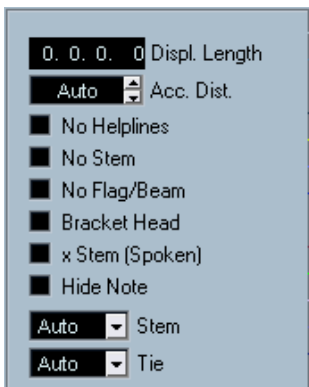 0. 0. 0. 0 Displ. Length
Auto Acc. Dist.
No Helplines
No Stem
No Flag/Beam
Bracket Head
x Stem (Spoken)
Hide Note
Auto Stem
Auto Tie